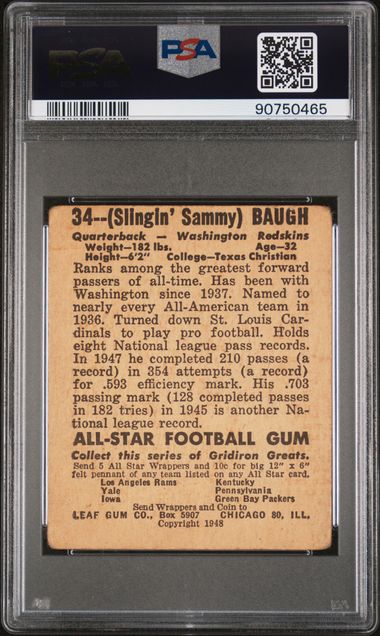 PSA
PSA
90750465
34--(Slingin' Sammy) BAUGH
Quarterback — Washington Redskins
Weight—182 lbs. Age—32
Height—6'2" College—Texas Christian
Ranks among the greatest forward
passers of all-time. Has been with
Washington since 1937. Named to
nearly every All-American team in
1936. Turned down St. Louis Car-
dinals to play pro football. Holds
eight National league pass records.
In 1947 he completed 210 passes (a
record) in 354 attempts (a record)
for .593 efficiency mark. His .703
passing mark (128 completed passes
in 182 tries) in 1945 is another Na-
tional league record.
ALL-STAR FOOTBALL GUM
Collect this series of Gridiron Greats.
Send 5 All Star Wrappers and 10c for big 12" x 6"
felt pennant of any team listed on any All Star card.
Los Angeles Rams Kentucky
Yale Pennsylvania
Iowa Green Bay Packers
Send Wrappers and Coin to
LEAF GUM CO., Box 5907 CHICAGO 80, ILL.
Copyright 1948